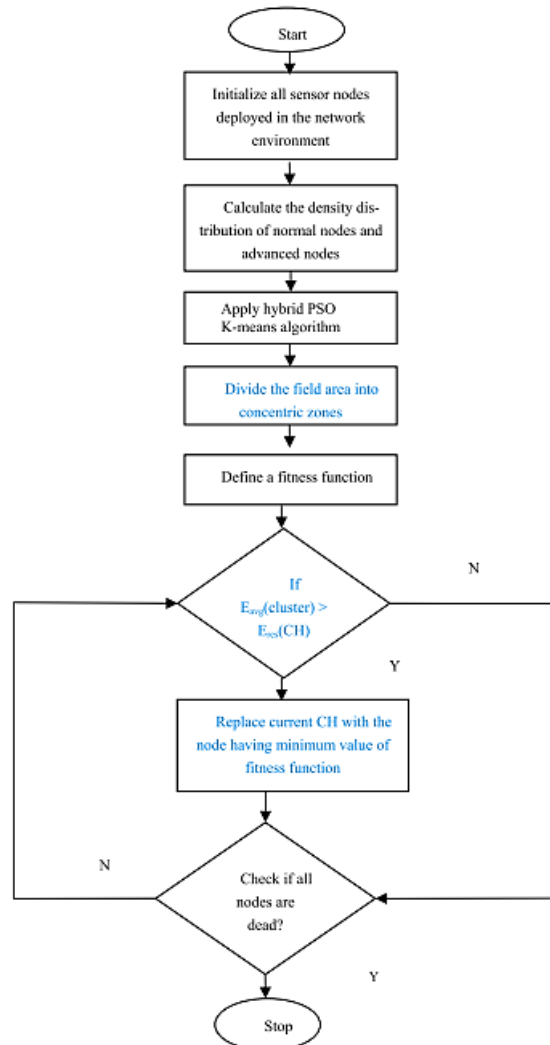 Start
Initialize all sensor nodes
deployed in the network
environment
Calculate the density dis-
tribution of normal nodes and
advanced nodes
Apply hybrid PSO
K-means algorithm
Divide the field area into
concentric zones
Define a fitness function
If
E_avg(cluster) >
E_res(CH)
N
Y
Replace current CH with the
node having minimum value of
fitness function
N
Check if all
nodes are
dead?
Y
Stop